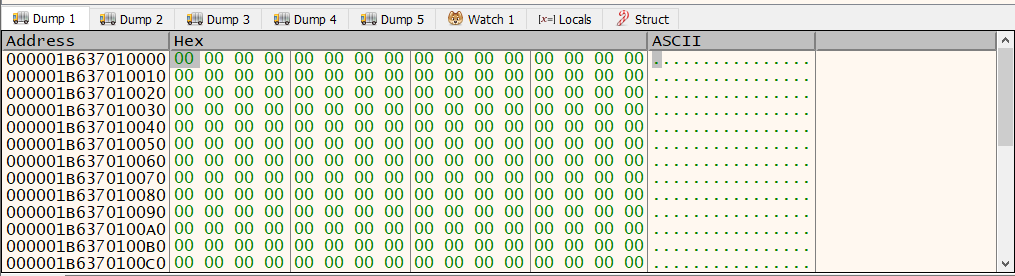 Dump 1 Dump 2 Dump 3 Dump 4 Dump 5 Watch 1 [x=] Locals Struct
Address Hex ASCII
000001B637010000 00 00 00 00 00 00 00 00 00 00 00 00 00 00 00 00 ................
000001B637010010 00 00 00 00 00 00 00 00 00 00 00 00 00 00 00 00 ................
000001B637010020 00 00 00 00 00 00 00 00 00 00 00 00 00 00 00 00 ................
000001B637010030 00 00 00 00 00 00 00 00 00 00 00 00 00 00 00 00 ................
000001B637010040 00 00 00 00 00 00 00 00 00 00 00 00 00 00 00 00 ................
000001B637010050 00 00 00 00 00 00 00 00 00 00 00 00 00 00 00 00 ................
000001B637010060 00 00 00 00 00 00 00 00 00 00 00 00 00 00 00 00 ................
000001B637010070 00 00 00 00 00 00 00 00 00 00 00 00 00 00 00 00 ................
000001B637010080 00 00 00 00 00 00 00 00 00 00 00 00 00 00 00 00 ................
000001B637010090 00 00 00 00 00 00 00 00 00 00 00 00 00 00 00 00 ................
000001B6370100A0 00 00 00 00 00 00 00 00 00 00 00 00 00 00 00 00 ................
000001B6370100B0 00 00 00 00 00 00 00 00 00 00 00 00 00 00 00 00 ................
000001B6370100C0 00 00 00 00 00 00 00 00 00 00 00 00 00 00 00 00 ................